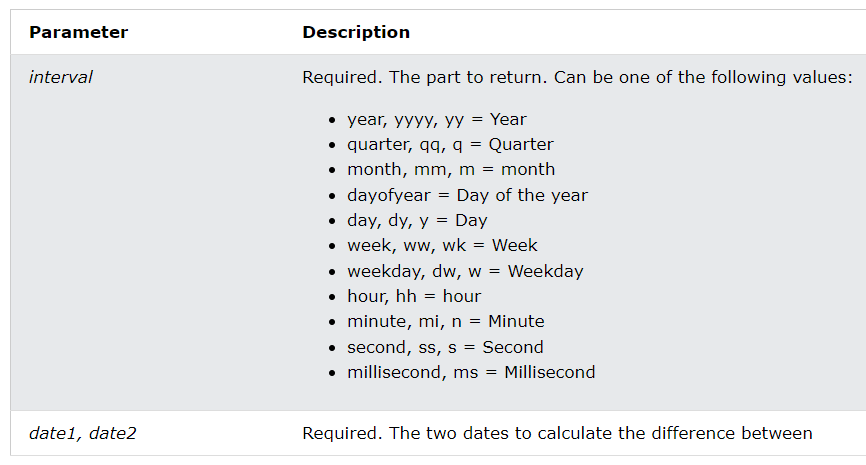 Parameter Description
interval Required. The part to return. Can be one of the following values:
• year, yyyy, yy = Year
• quarter, qq, q = Quarter
• month, mm, m = month
• dayofyear = Day of the year
• day, dy, y = Day
• week, ww, wk = Week
• weekday, dw, w = Weekday
• hour, hh = hour
• minute, mi, n = Minute
• second, ss, s = Second
• millisecond, ms = Millisecond
date1, date2 Required. The two dates to calculate the difference between